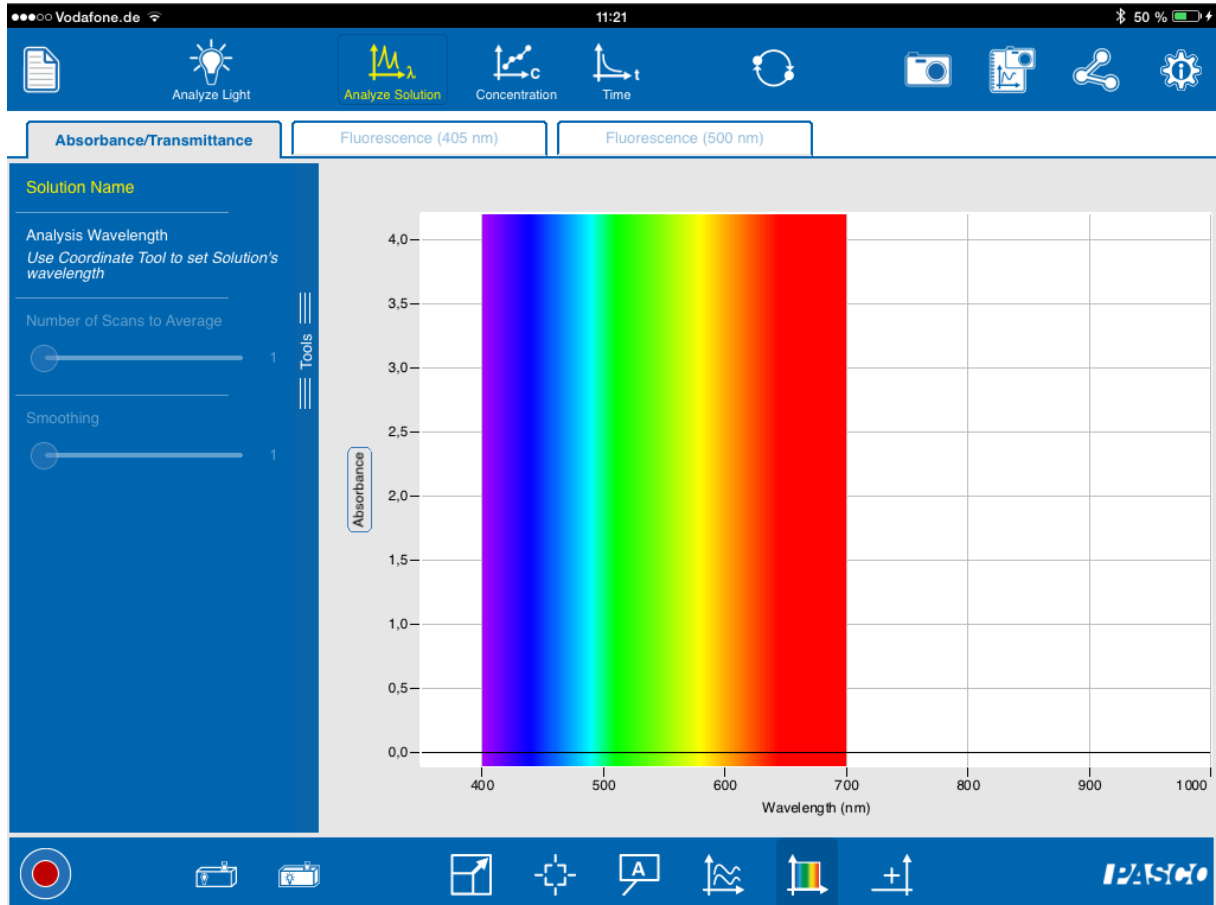 Vodafone.de
11:21
50 %
Analyze Light
Analyze Solution
λ
Concentration
c
Time
t
Absorbance/Transmittance
Fluorescence (405 nm)
Fluorescence (500 nm)
Solution Name
Analysis Wavelength
Use Coordinate Tool to set Solution's
wavelength
Number of Scans to Average
1
Smoothing
1
Tools
Absorbance
4,0
3,5
3,0
2,5
2,0
1,5
1,0
0,5
0,0
400 500 600 700 800 900 1000
Wavelength (nm)
A
PASCO